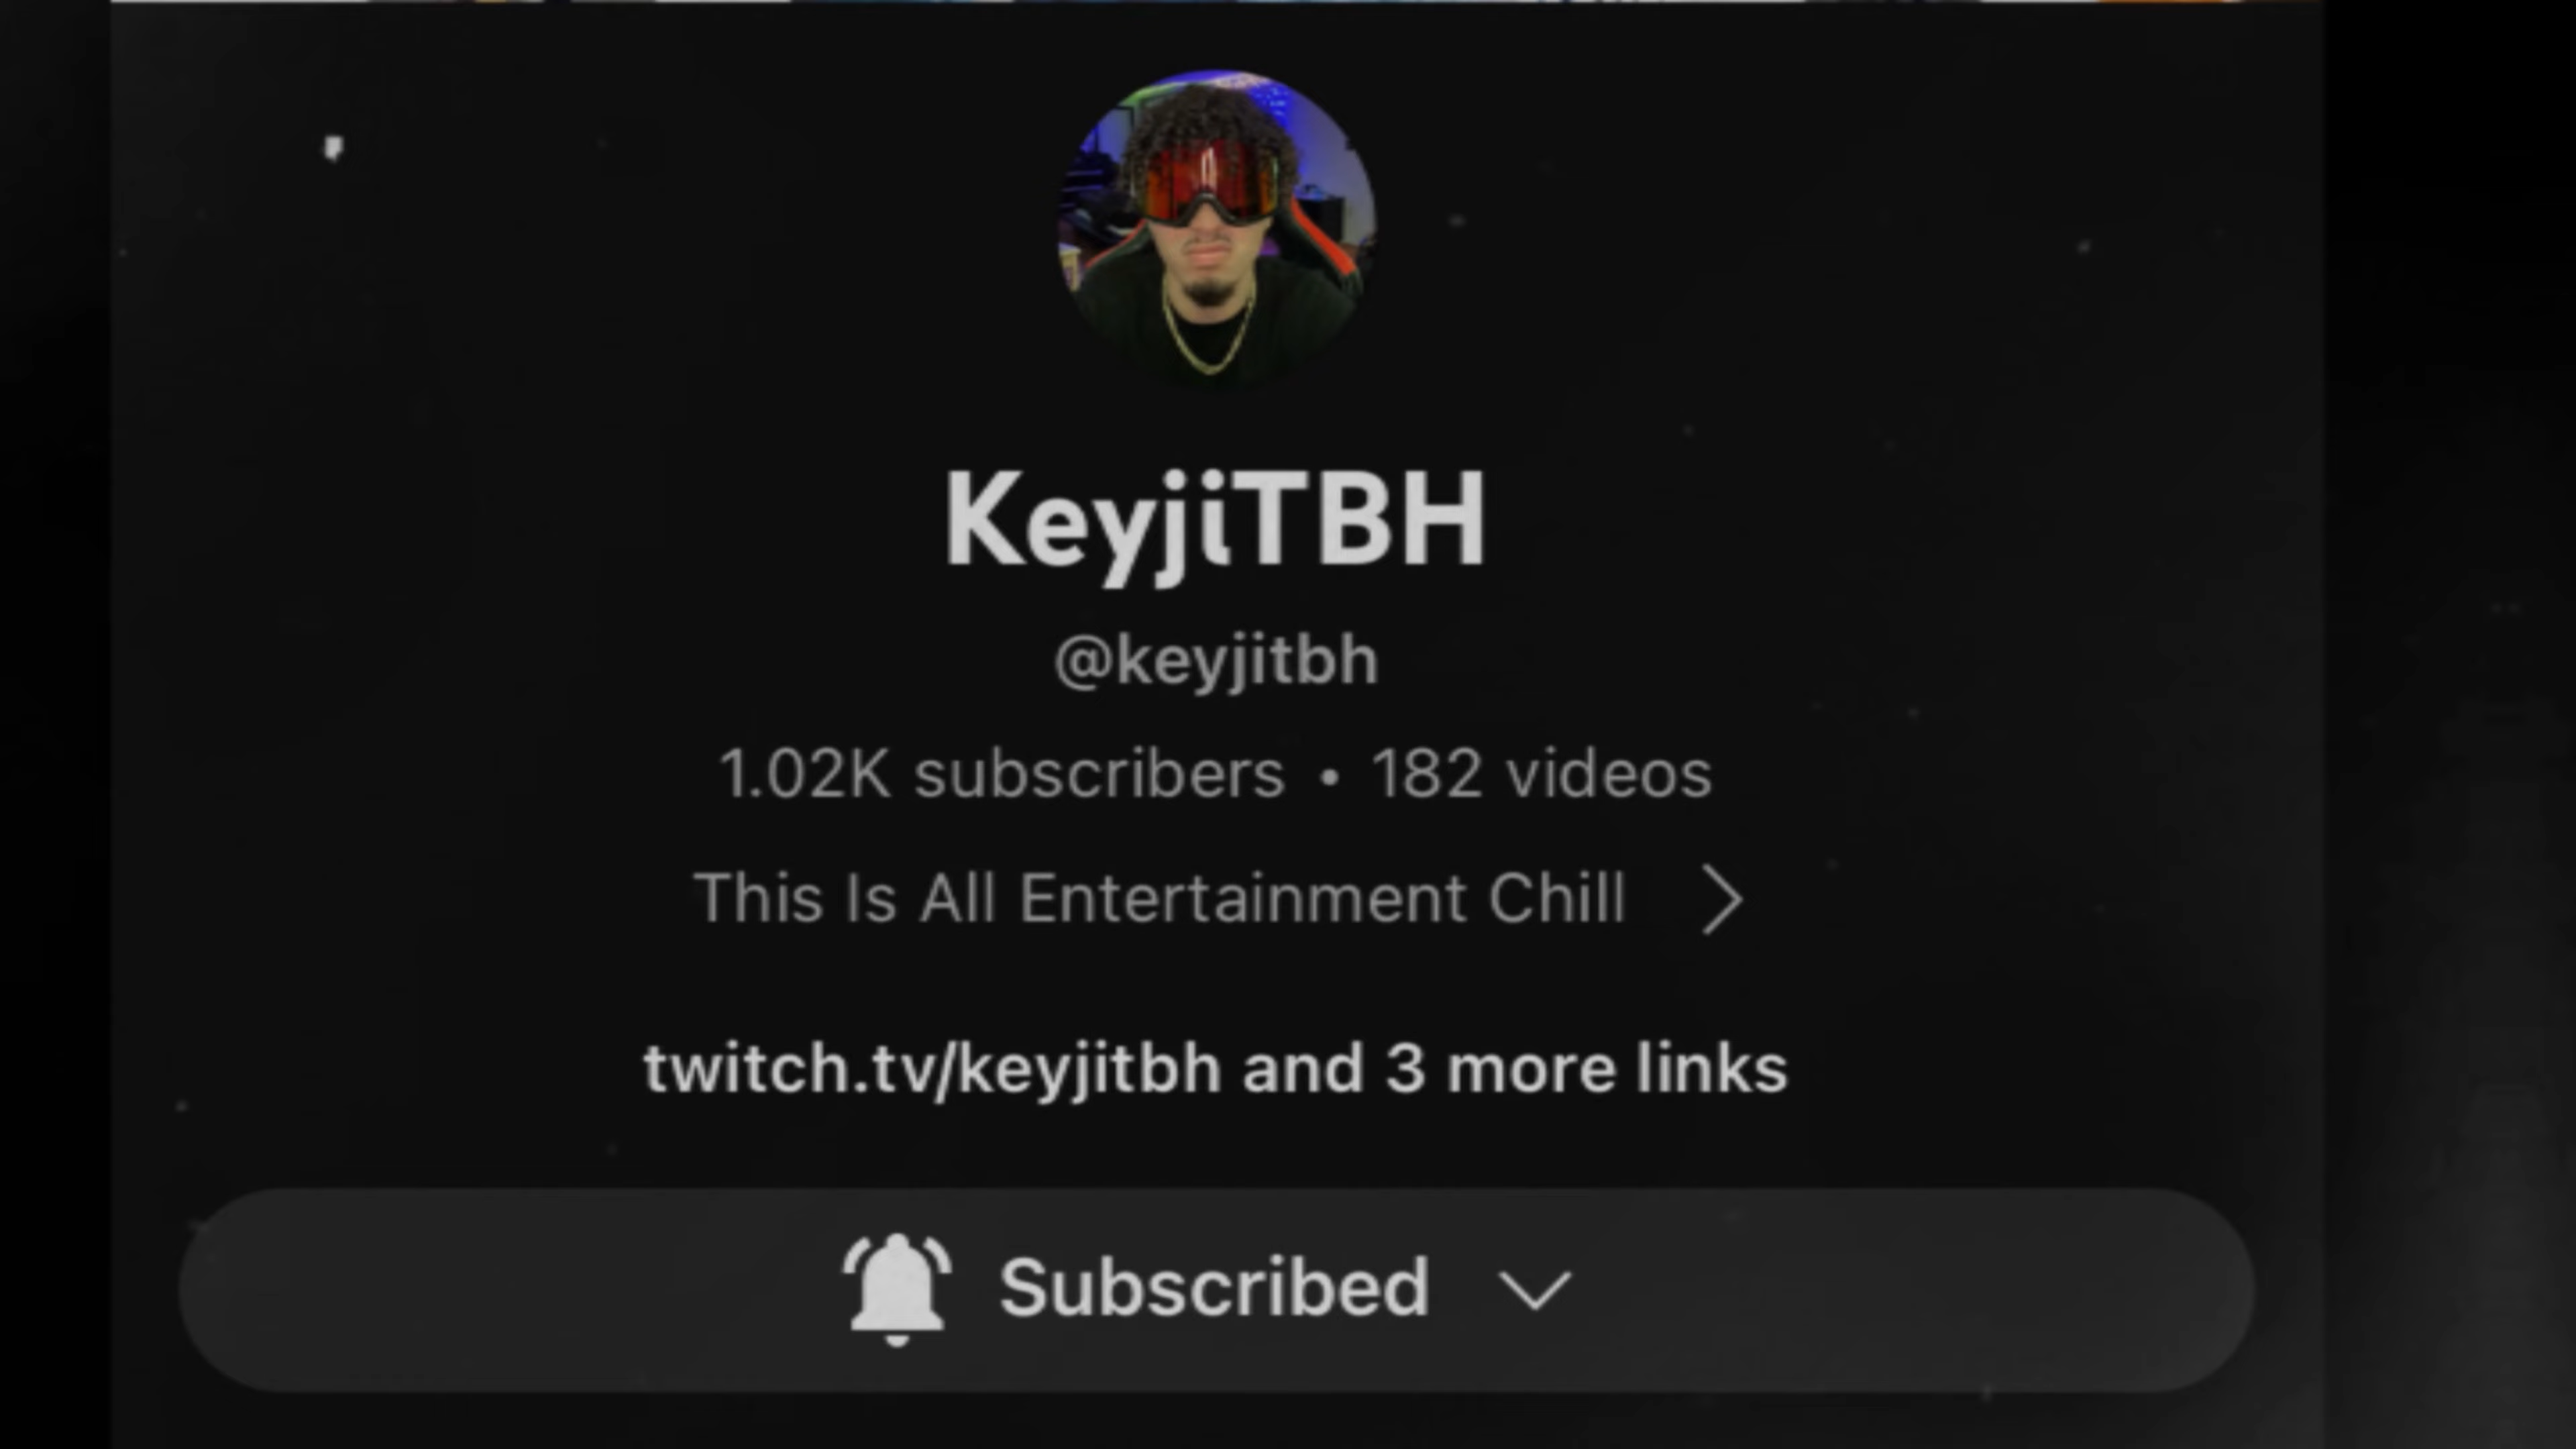 KeyjiTBH
@keyjitbh
1.02K subscribers • 182 videos
This Is All Entertainment Chill
twitch.tv/keyjitbh and 3 more links
Subscribed